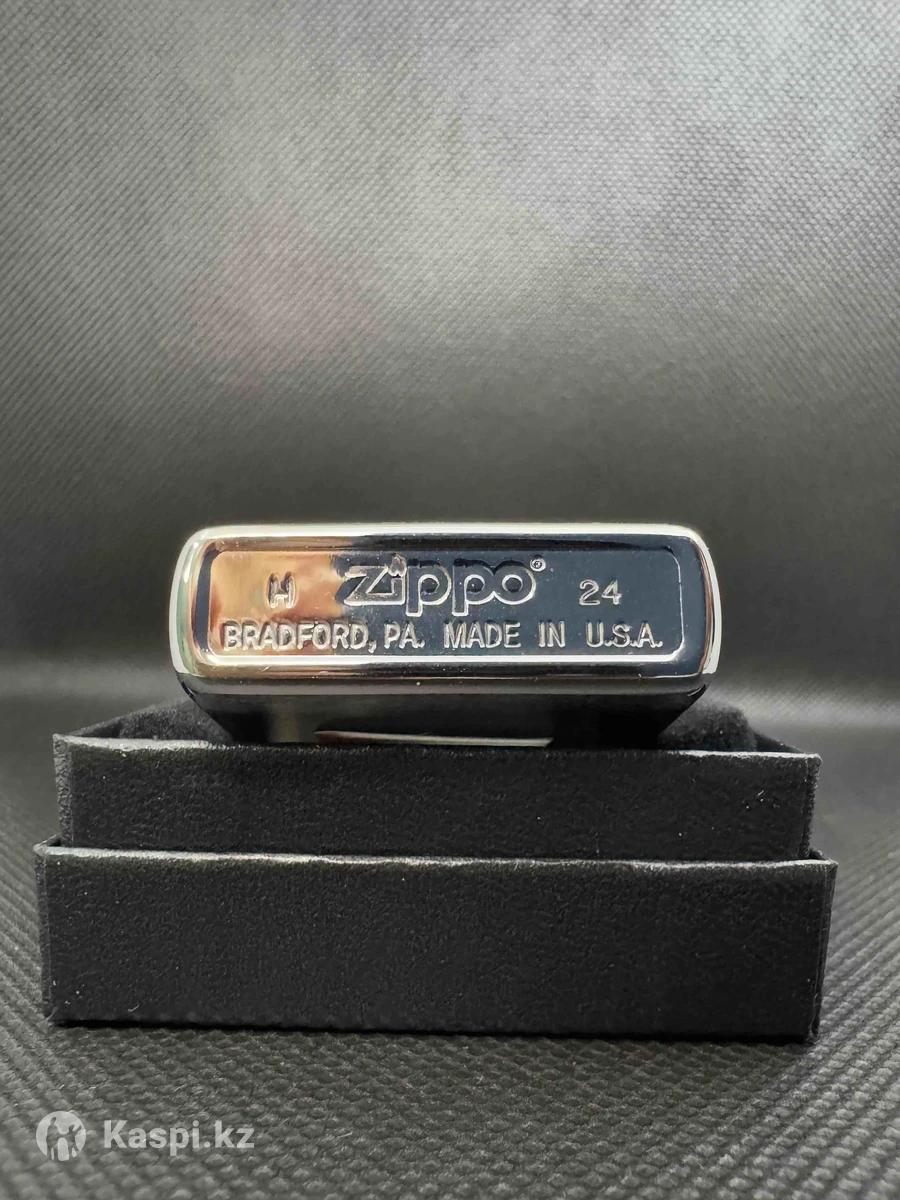 H Zippo® 24
BRADFORD, PA. MADE IN U.S.A.
Kaspi.kz